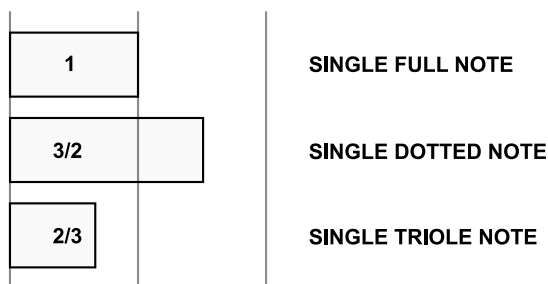 1 SINGLE FULL NOTE
3/2 SINGLE DOTTED NOTE
2/3 SINGLE TRIOLE NOTE